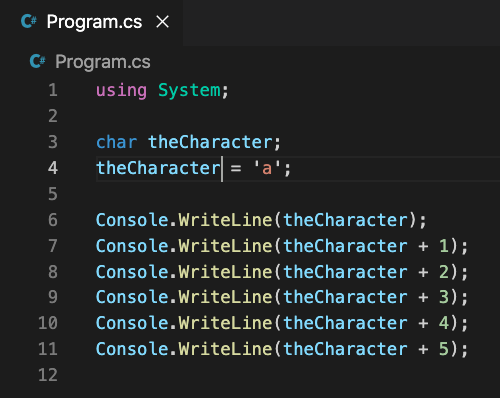 C# Program.cs ×
C# Program.cs
1 using System;
2
3 char theCharacter;
4 theCharacter = 'a';
5
6 Console.WriteLine(theCharacter);
7 Console.WriteLine(theCharacter + 1);
8 Console.WriteLine(theCharacter + 2);
9 Console.WriteLine(theCharacter + 3);
10 Console.WriteLine(theCharacter + 4);
11 Console.WriteLine(theCharacter + 5);
12